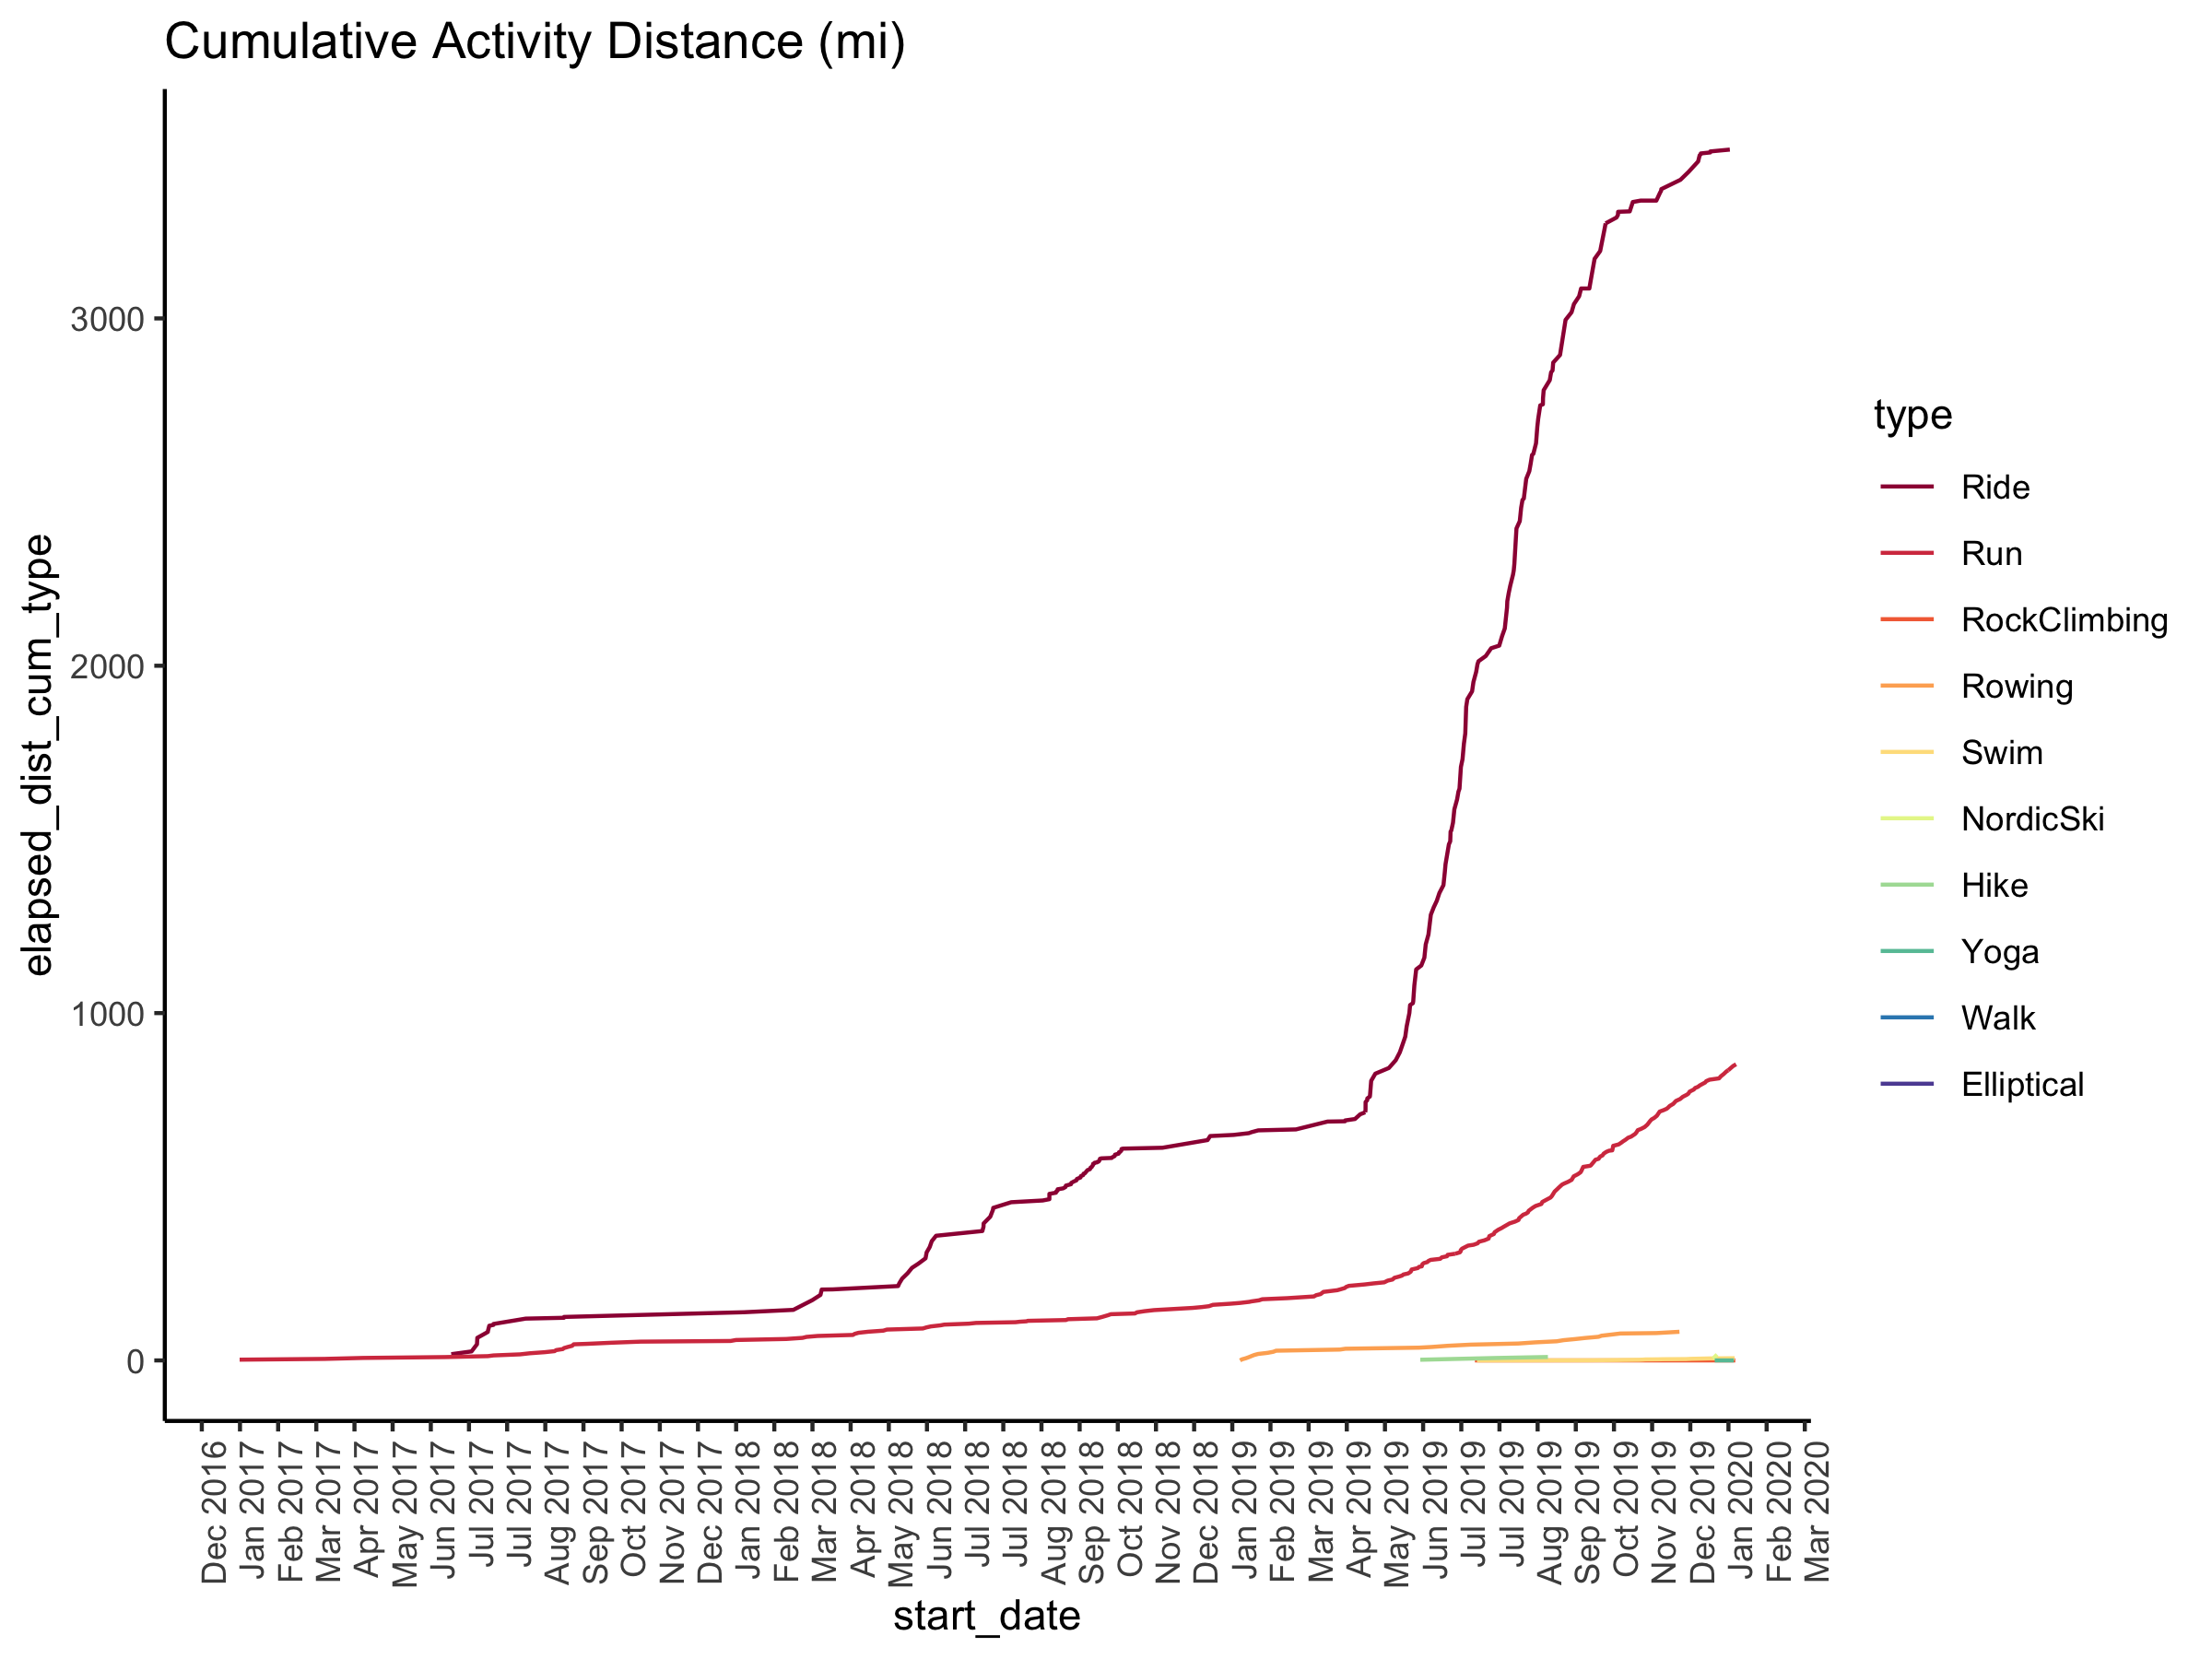 Cumulative Activity Distance (mi)
elapsed_dist_cum_type
3000
2000
1000
0
Dec 2016
Jan 2017
Feb 2017
Mar 2017
Apr 2017
May 2017
Jun 2017
Jul 2017
Jul 2017
Aug 2017
Sep 2017
Oct 2017
Nov 2017
Dec 2017
Jan 2018
Feb 2018
Mar 2018
Apr 2018
May 2018
Jun 2018
Jul 2018
Jul 2018
Aug 2018
Sep 2018
Oct 2018
Nov 2018
Dec 2018
Jan 2019
Feb 2019
Mar 2019
Apr 2019
May 2019
Jun 2019
Jul 2019
Jul 2019
Aug 2019
Sep 2019
Oct 2019
Nov 2019
Dec 2019
Jan 2020
Feb 2020
Mar 2020
start_date
type
Ride
Run
RockClimbing
Rowing
Swim
NordicSki
Hike
Yoga
Walk
Elliptical